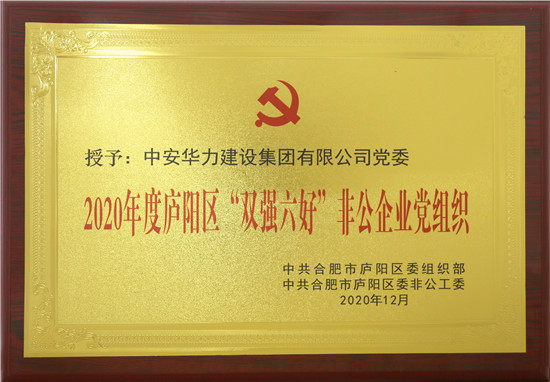 授予：中安华力建设集团有限公司党委
2020年度庐阳区“双强六好”非公企业党组织
中共合肥市庐阳区委组织部
中共合肥市庐阳区委非公工委
2020年12月